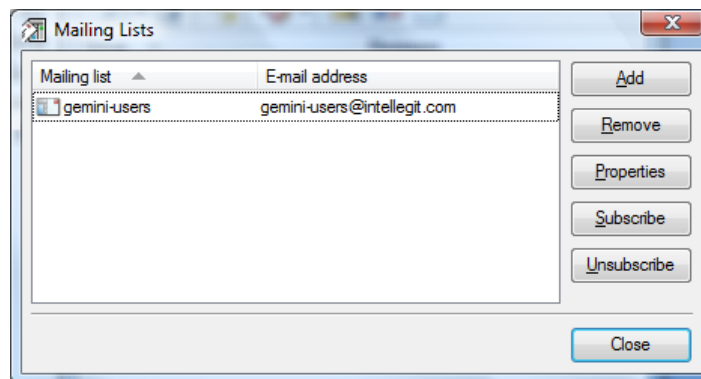 Mailing Lists
Mailing list E-mail address
gemini-users gemini-users@intellegit.com
Add
Remove
Properties
Subscribe
Unsubscribe
Close